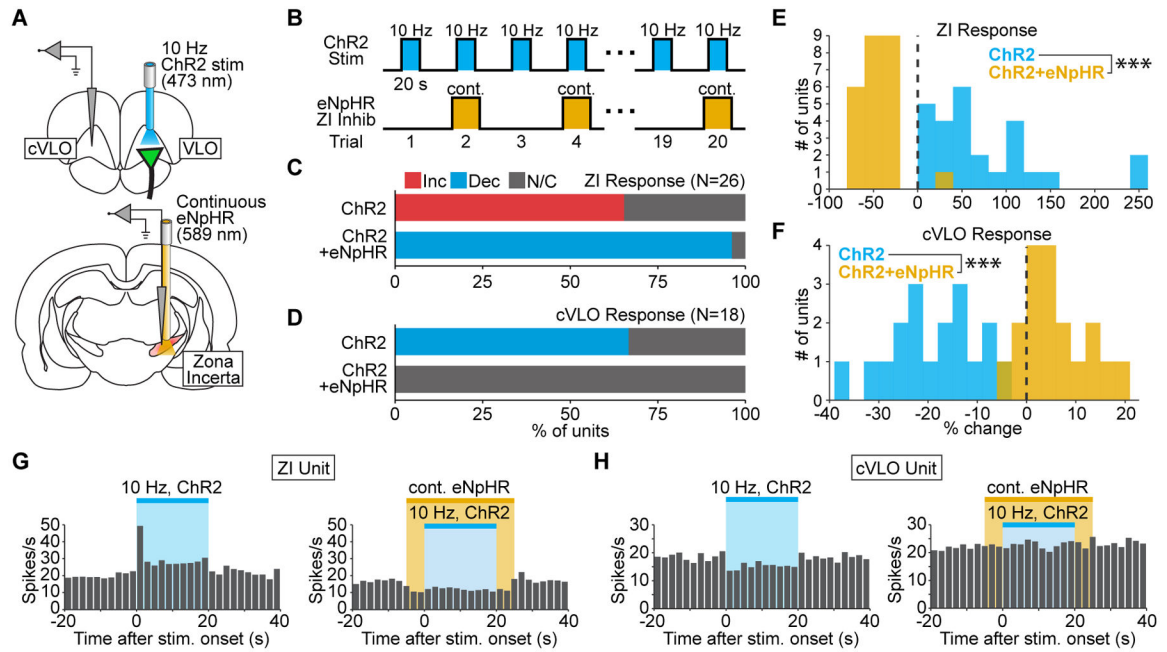 A
10 Hz
ChR2 stim
(473 nm)
cVLO
VLO
Continuous
eNpHR
(589 nm)
Zona
Incerta
B
ChR2
Stim
10 Hz 10 Hz 10 Hz 10 Hz 10 Hz 10 Hz
20 s
cont. cont. cont.
eNpHR
ZI Inhib
Trial 1 2 3 4 19 20
C
Inc Dec N/C ZI Response (N=26)
ChR2
ChR2
+eNpHR
0 25 50 75 100
D
cVLO Response (N=18)
ChR2
ChR2
+eNpHR
0 25 50 75 100
% of units
E
ZI Response
ChR2
ChR2+eNpHR
***
# of units
9
8
6
4
2
0
-100 -50 0 50 100 150 200 250
F
cVLO Response
ChR2
ChR2+eNpHR
***
# of units
4
3
2
1
0
-40 -30 -20 -10 0 10 20
% change
G
ZI Unit
10 Hz, ChR2
Spikes/s
50
40
30
20
10
0
-20 0 20 40
Time after stim. onset (s)
cont. eNpHR
10 Hz, ChR2
Spikes/s
50
40
30
20
10
0
-20 0 20 40
Time after stim. onset (s)
H
cVLO Unit
10 Hz, ChR2
Spikes/s
30
20
10
0
-20 0 20 40
Time after stim. onset (s)
cont. eNpHR
10 Hz, ChR2
Spikes/s
30
20
10
0
-20 0 20 40
Time after stim. onset (s)